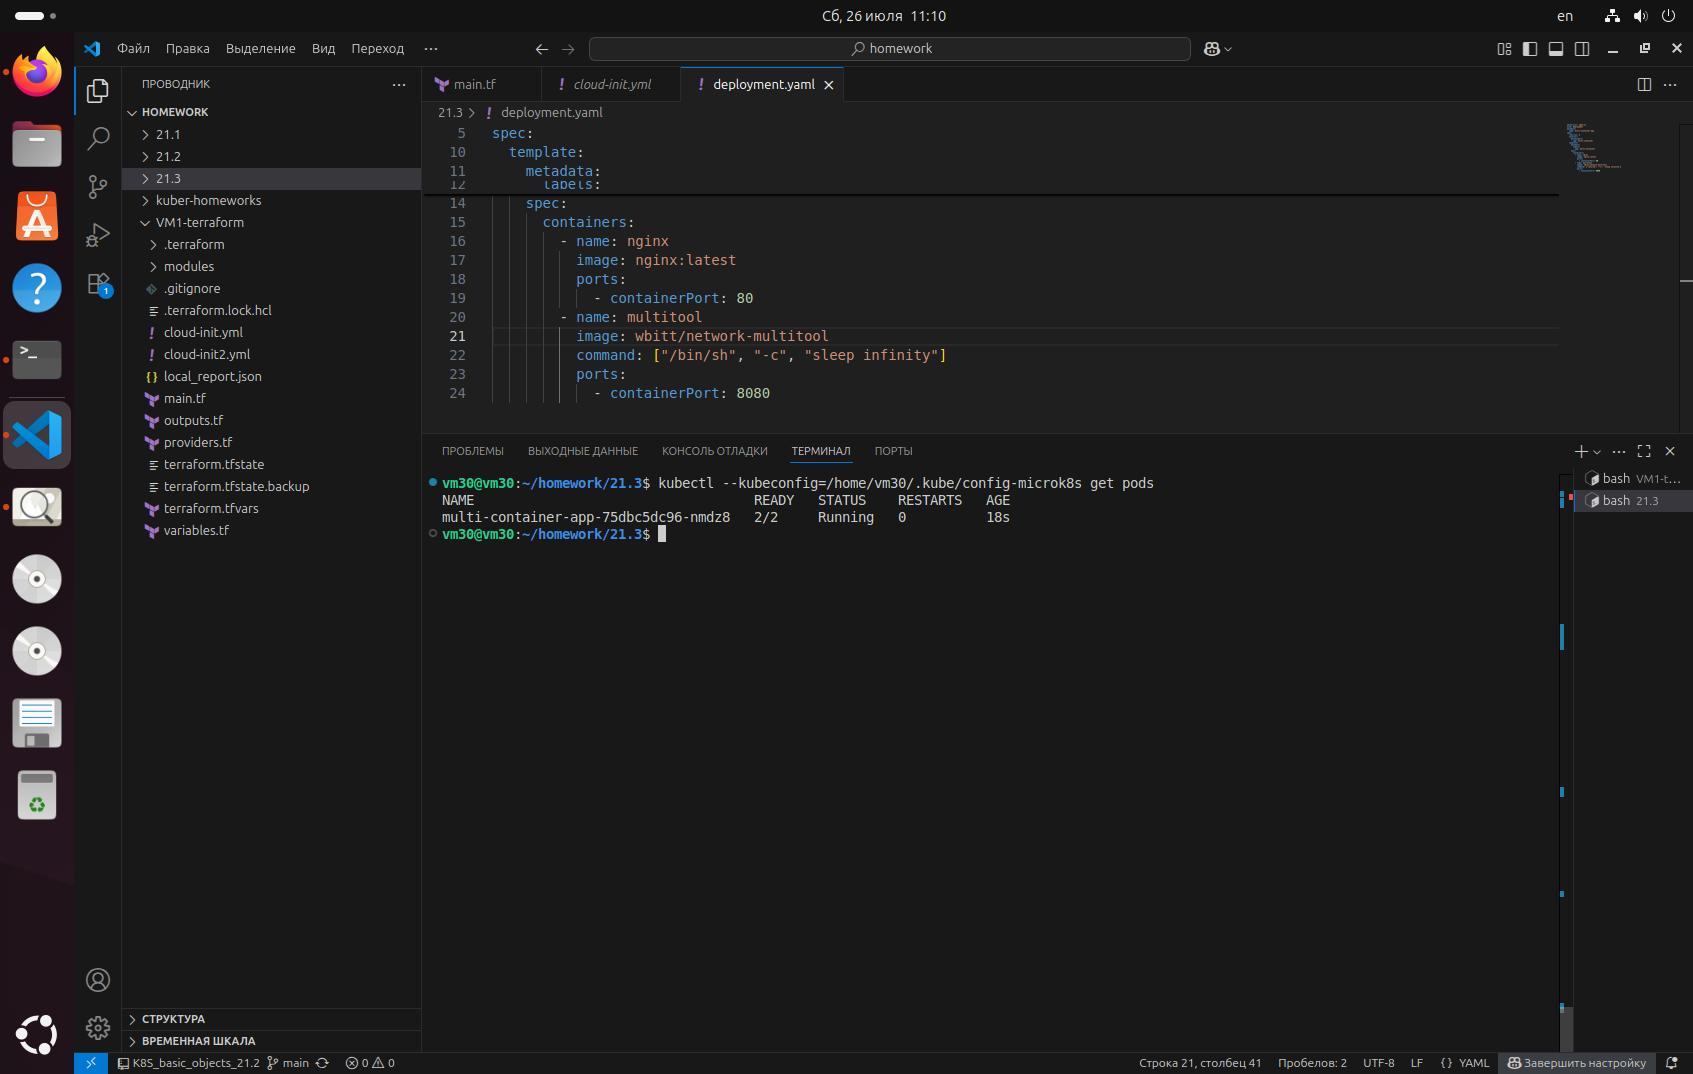 Сб, 26 июля 11:10
en
Файл Правка Выделение Вид Переход ···
homework
ПРОВОДНИК
HOMEWORK
21.1
21.2
21.3
kuber-homeworks
VM1-terraform
.terraform
modules
.gitignore
.terraform.lock.hcl
cloud-init.yml
cloud-init2.yml
local_report.json
main.tf
outputs.tf
providers.tf
terraform.tfstate
terraform.tfstate.backup
terraform.tfvars
variables.tf
СТРУКТУРА
ВРЕМЕННАЯ ШКАЛА
main.tf
cloud-init.yml
deployment.yaml
21.3 > deployment.yaml
5 spec:
10 template:
11 metadata:
12 labels:
14 spec:
15 containers:
16 - name: nginx
17 image: nginx:latest
18 ports:
19 - containerPort: 80
20 - name: multitool
21 image: wbitt/network-multitool
22 command: ["/bin/sh", "-c", "sleep infinity"]
23 ports:
24 - containerPort: 8080
ПРОБЛЕМЫ ВЫХОДНЫЕ ДАННЫЕ КОНСОЛЬ ОТЛАДКИ ТЕРМИНАЛ ПОРТЫ
vm30@vm30:~/homework/21.3$ kubectl --kubeconfig=/home/vm30/.kube/config-microk8s get pods
NAME READY STATUS RESTARTS AGE
multi-container-app-75dbc5dc96-nmdz8 2/2 Running 0 18s
vm30@vm30:~/homework/21.3$
bash VM1-t...
bash 21.3
1
K8S_basic_objects_21.2 main 0 0
Строка 21, столбец 41 Пробелов: 2 UTF-8 LF {} YAML Завершить настройку